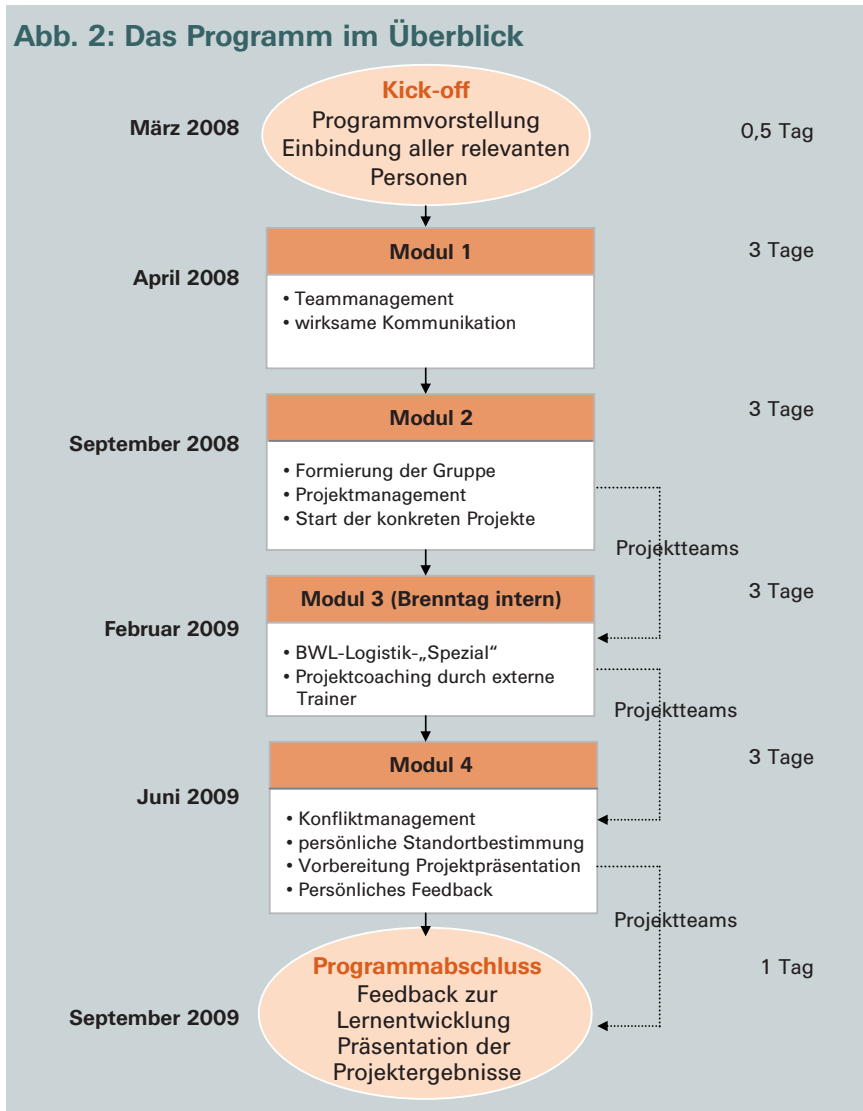 Abb. 2: Das Programm im Überblick
Kick-off
März 2008
Programmvorstellung
Einbindung aller relevanten
Personen
0,5 Tag
Modul 1
3 Tage
April 2008
• Teammanagement
• wirksame Kommunikation
Modul 2
3 Tage
September 2008
• Formierung der Gruppe
• Projektmanagement
• Start der konkreten Projekte
Projektteams
Modul 3 (Brenntag intern)
3 Tage
Februar 2009
• BWL-Logistik-„Spezial“
• Projektcoaching durch externe
Trainer
Projektteams
Modul 4
3 Tage
Juni 2009
• Konfliktmanagement
• persönliche Standortbestimmung
• Vorbereitung Projektpräsentation
• Persönliches Feedback
Projektteams
Programmabschluss
1 Tag
September 2009
Feedback zur
Lernentwicklung
Präsentation der
Projektergebnisse